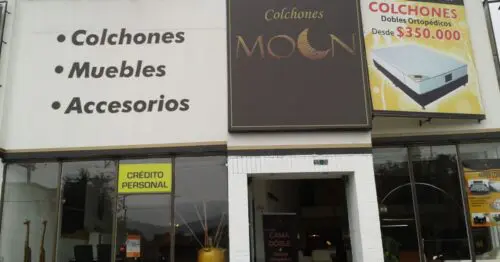 • Colchones
• Muebles
• Accesorios
Colchones
MOON
COLCHONES
Dobles Ortopédicos
Desde $350.000
CRÉDITO
PERSONAL
CAMA
DOBLE